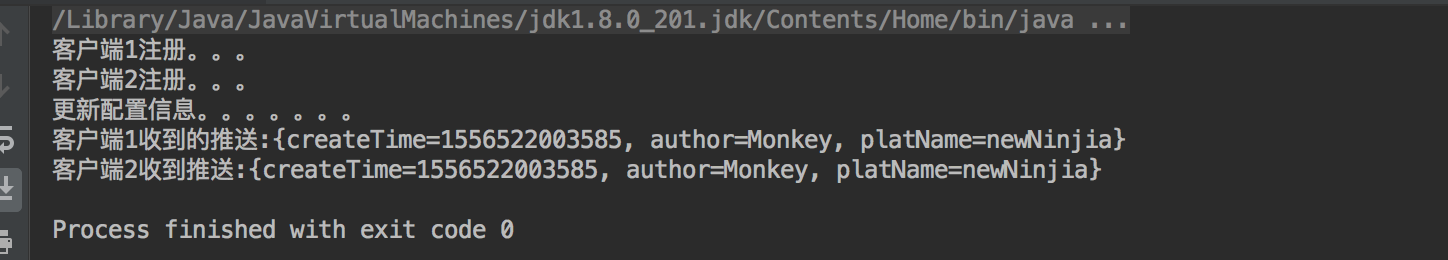 /Library/Java/JavaVirtualMachines/jdk1.8.0_201.jdk/Contents/Home/bin/java ...
客户端1注册。。。
客户端2注册。。。
更新配置信息。。。。。。。
客户端1收到的推送:{createTime=1556522003585, author=Monkey, platName=newNinjia}
客户端2收到推送:{createTime=1556522003585, author=Monkey, platName=newNinjia}
Process finished with exit code 0